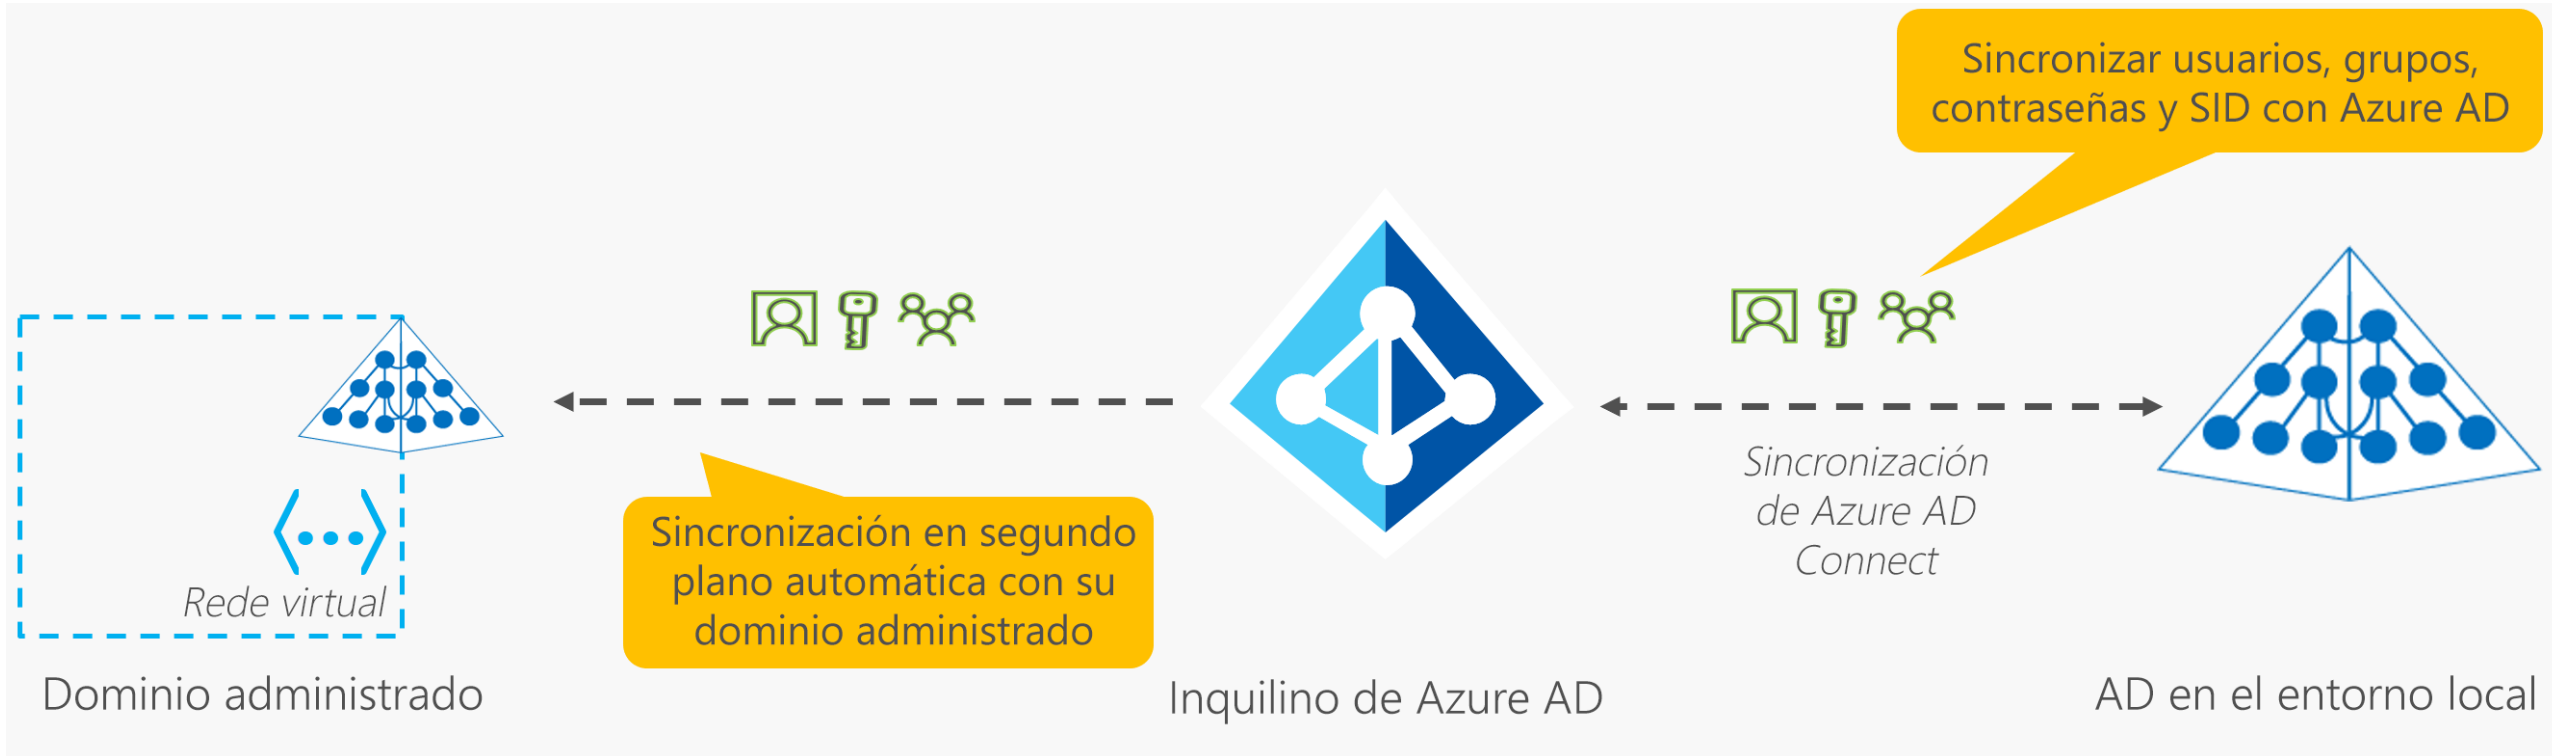 Sincronizar usuarios, grupos,
contraseñas y SID con Azure AD
Sincronización
de Azure AD
Connect
Sincronización en segundo
plano automática con su
dominio administrado
Rede virtual
Dominio administrado
Inquilino de Azure AD
AD en el entorno local